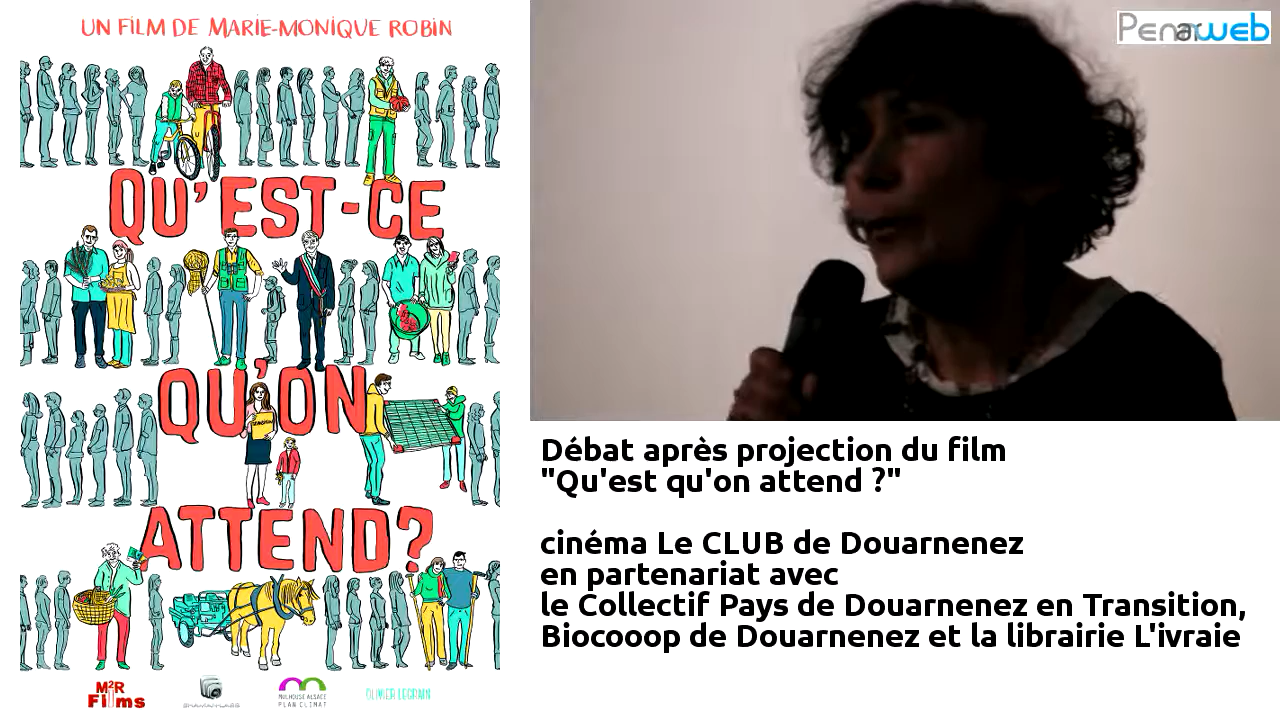 UN FILM DE MARIE-MONIQUE ROBIN
QU'EST-CE
QU'ON
ATTEND?
M2R
Films
MULHOUSE ALSACE
PLAN CLIMAT
OLIVIER LEGRAIN
Penarweb
Débat après projection du film
"Qu'est qu'on attend ?"
cinéma Le CLUB de Douarnenez
en partenariat avec
le Collectif Pays de Douarnenez en Transition,
Biocooop de Douarnenez et la librairie L'ivraie